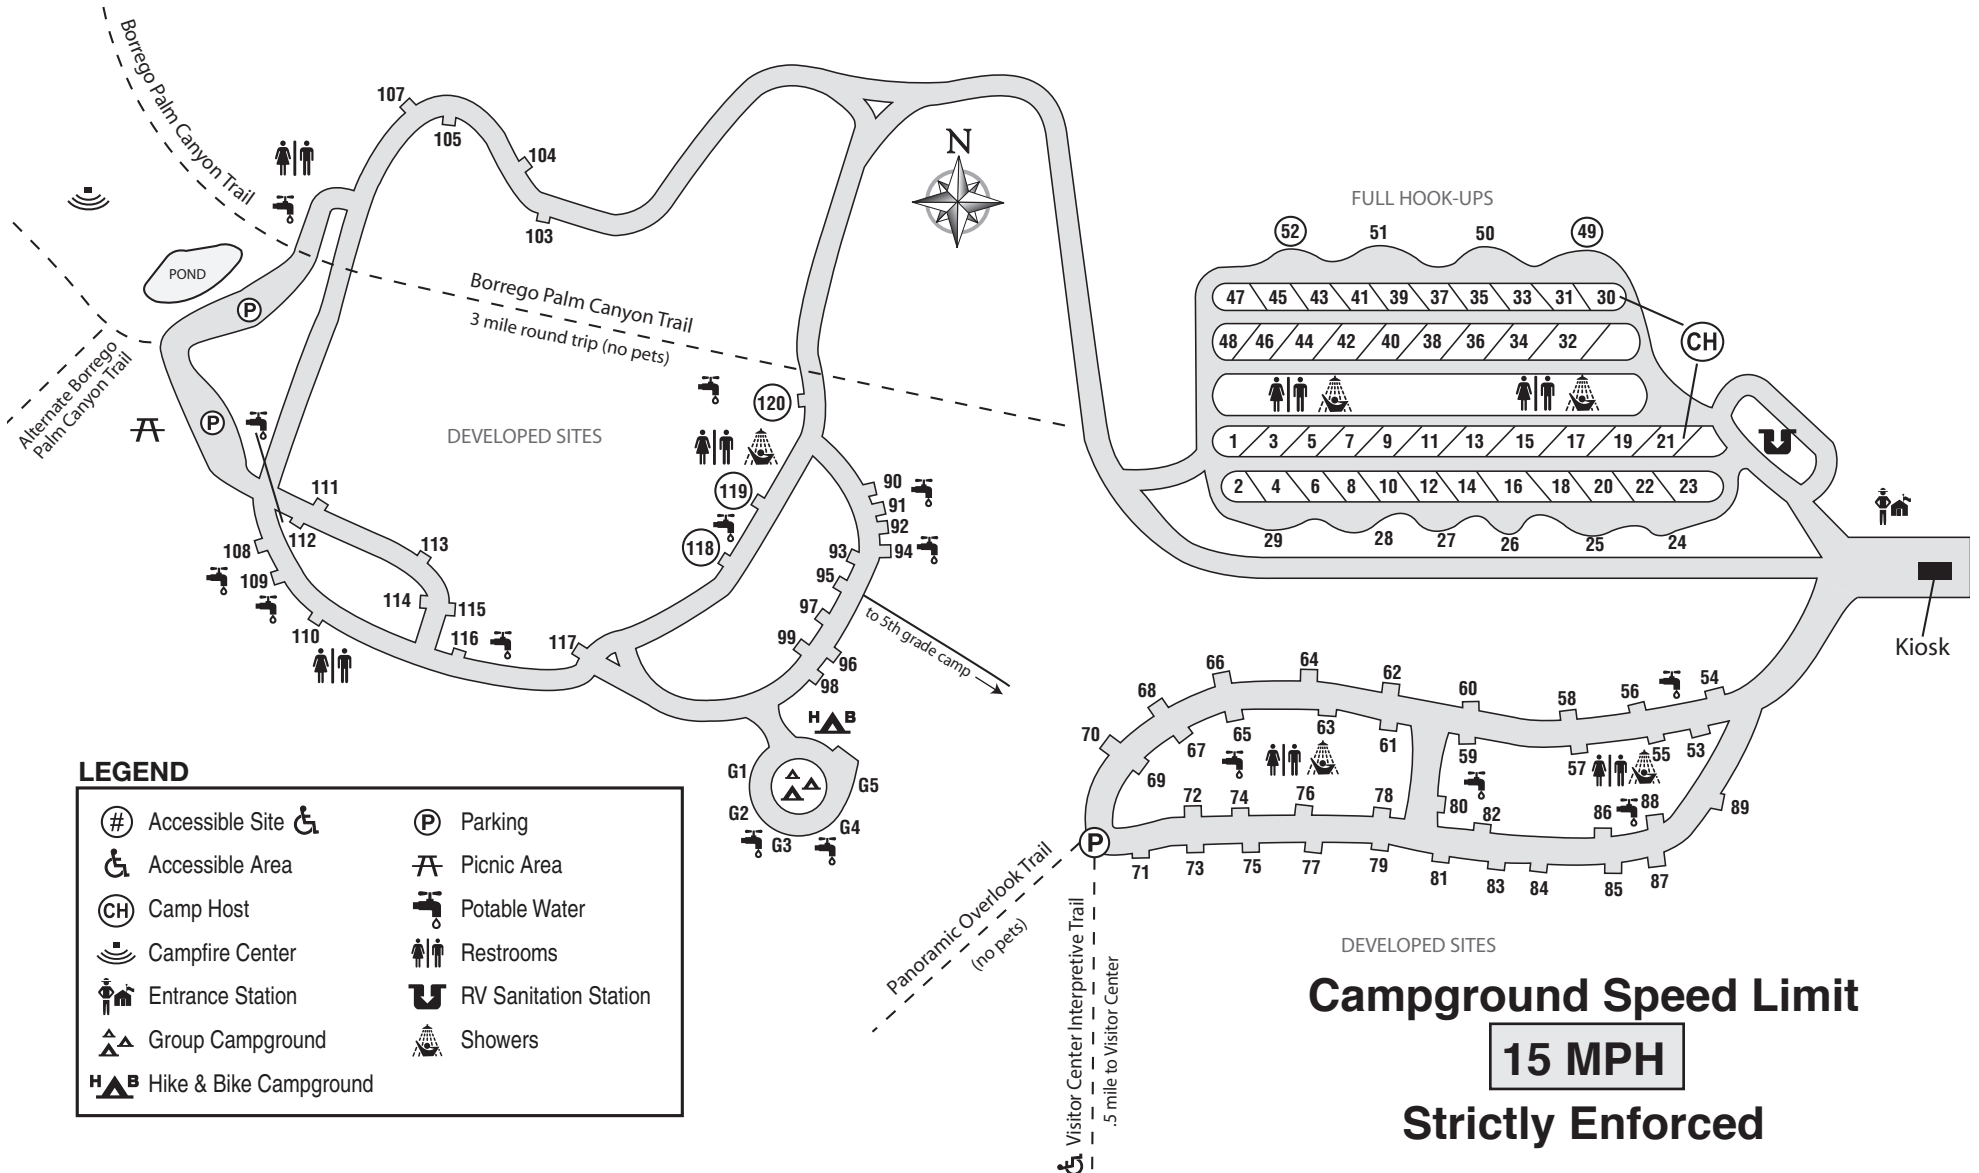 Borrego Palm Canyon Trail
107
105
104
103
N
FULL HOOK-UPS
52
51
50
49
47 45 43 41 39 37 35 33 31 30
48 46 44 42 40 38 36 34 32
CH
1 3 5 7 9 11 13 15 17 19 21
2 4 6 8 10 12 14 16 18 20 22 23
29 28 27 26 25 24
POND
P
Borrego Palm Canyon Trail
3 mile round trip (no pets)
Alternate Borrego
Palm Canyon Trail
P
DEVELOPED SITES
120
119
118
90
91
92
94
93
95
97
99
96
98
111
112
113
108
109
110
114
115
116
117
to 5th grade camp
H B
G1
G2
G3
G4
G5
Kiosk
66 64 62 60 58 56 54
68
70
65 63 61 59 57 55 53
67
69
72 74 76 78 80 82 86 88
89
P
71 73 75 77 79 81 83 84 85 87
Panoramic Overlook Trail
(no pets)
Visitor Center Interpretive Trail
.5 mile to Visitor Center
DEVELOPED SITES
Campground Speed Limit
15 MPH
Strictly Enforced
LEGEND
# Accessible Site
Accessible Area
CH Camp Host
Campfire Center
Entrance Station
Group Campground
H B Hike & Bike Campground
P Parking
Picnic Area
Potable Water
Restrooms
RV Sanitation Station
Showers